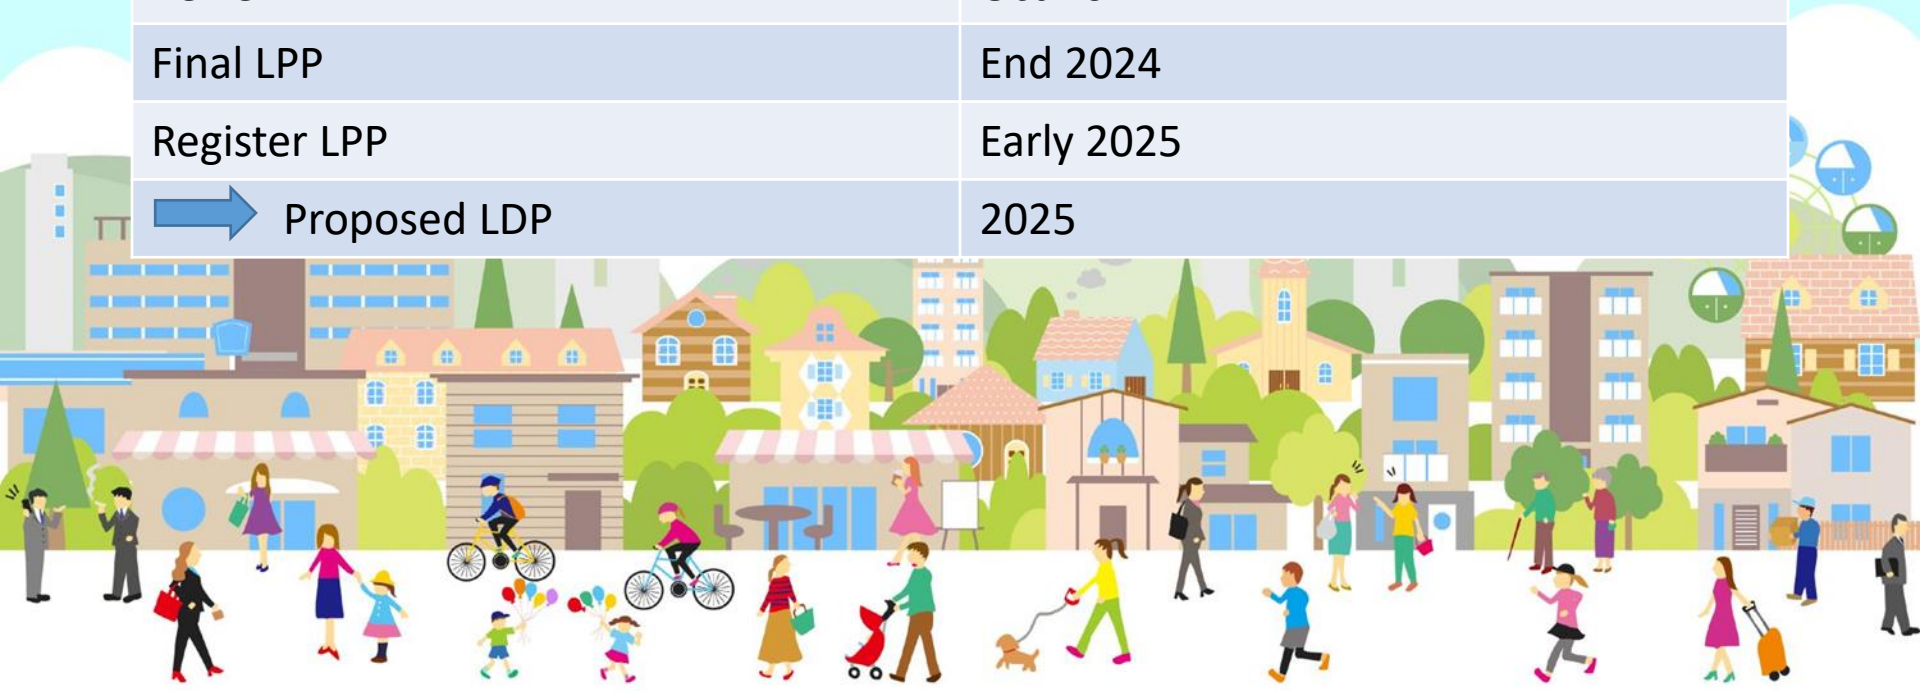 Final LPP End 2024
Register LPP Early 2025
Proposed LDP 2025